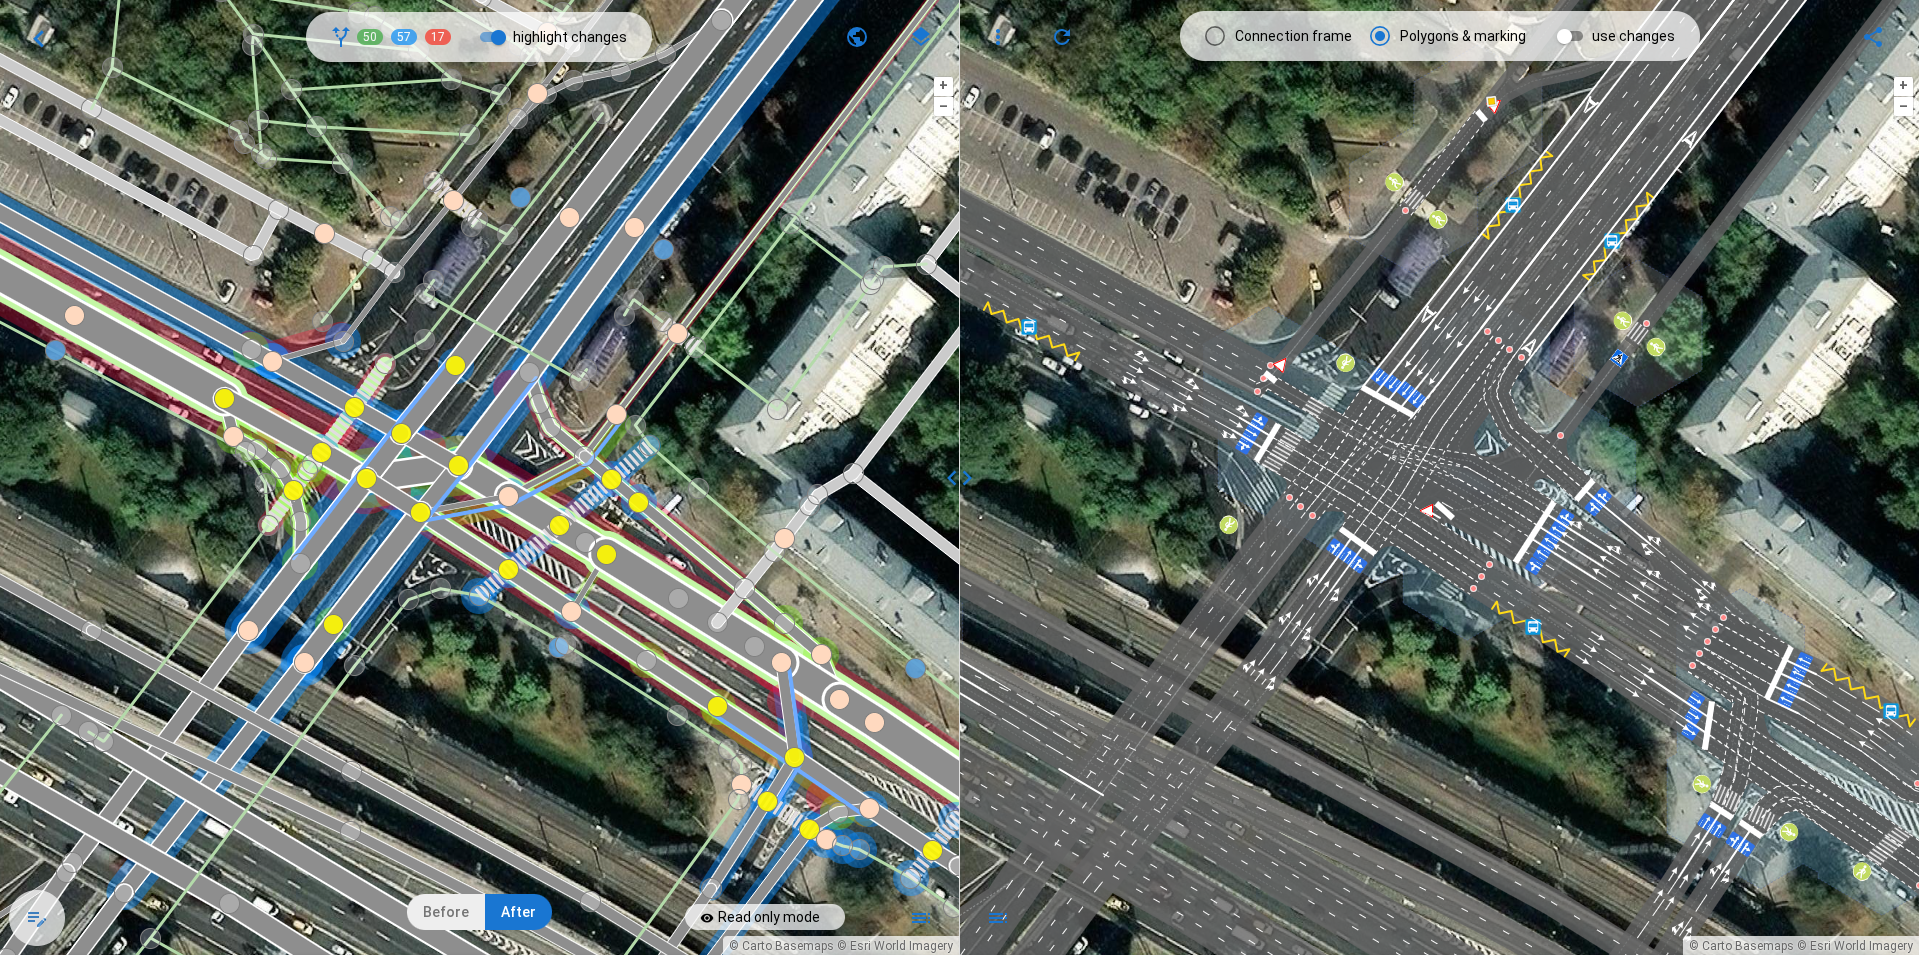 50 57 17 highlight changes
Connection frame Polygons & marking use changes
+
−
+
−
Before After
Read only mode
© Carto Basemaps © Esri World Imagery
© Carto Basemaps © Esri World Imagery